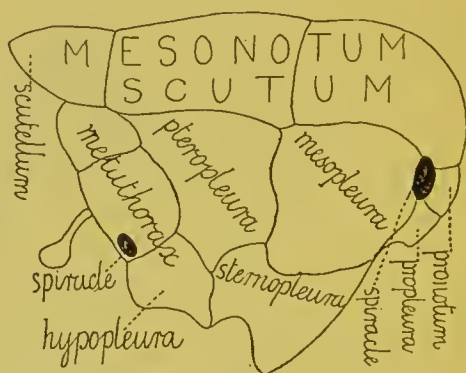 MESONOTUM
SCUTUM
scutellum
metathorax
pteropleura
mesopleura
spiracle
hypopleura
sternopleura
spiracle
propleura
pronotum